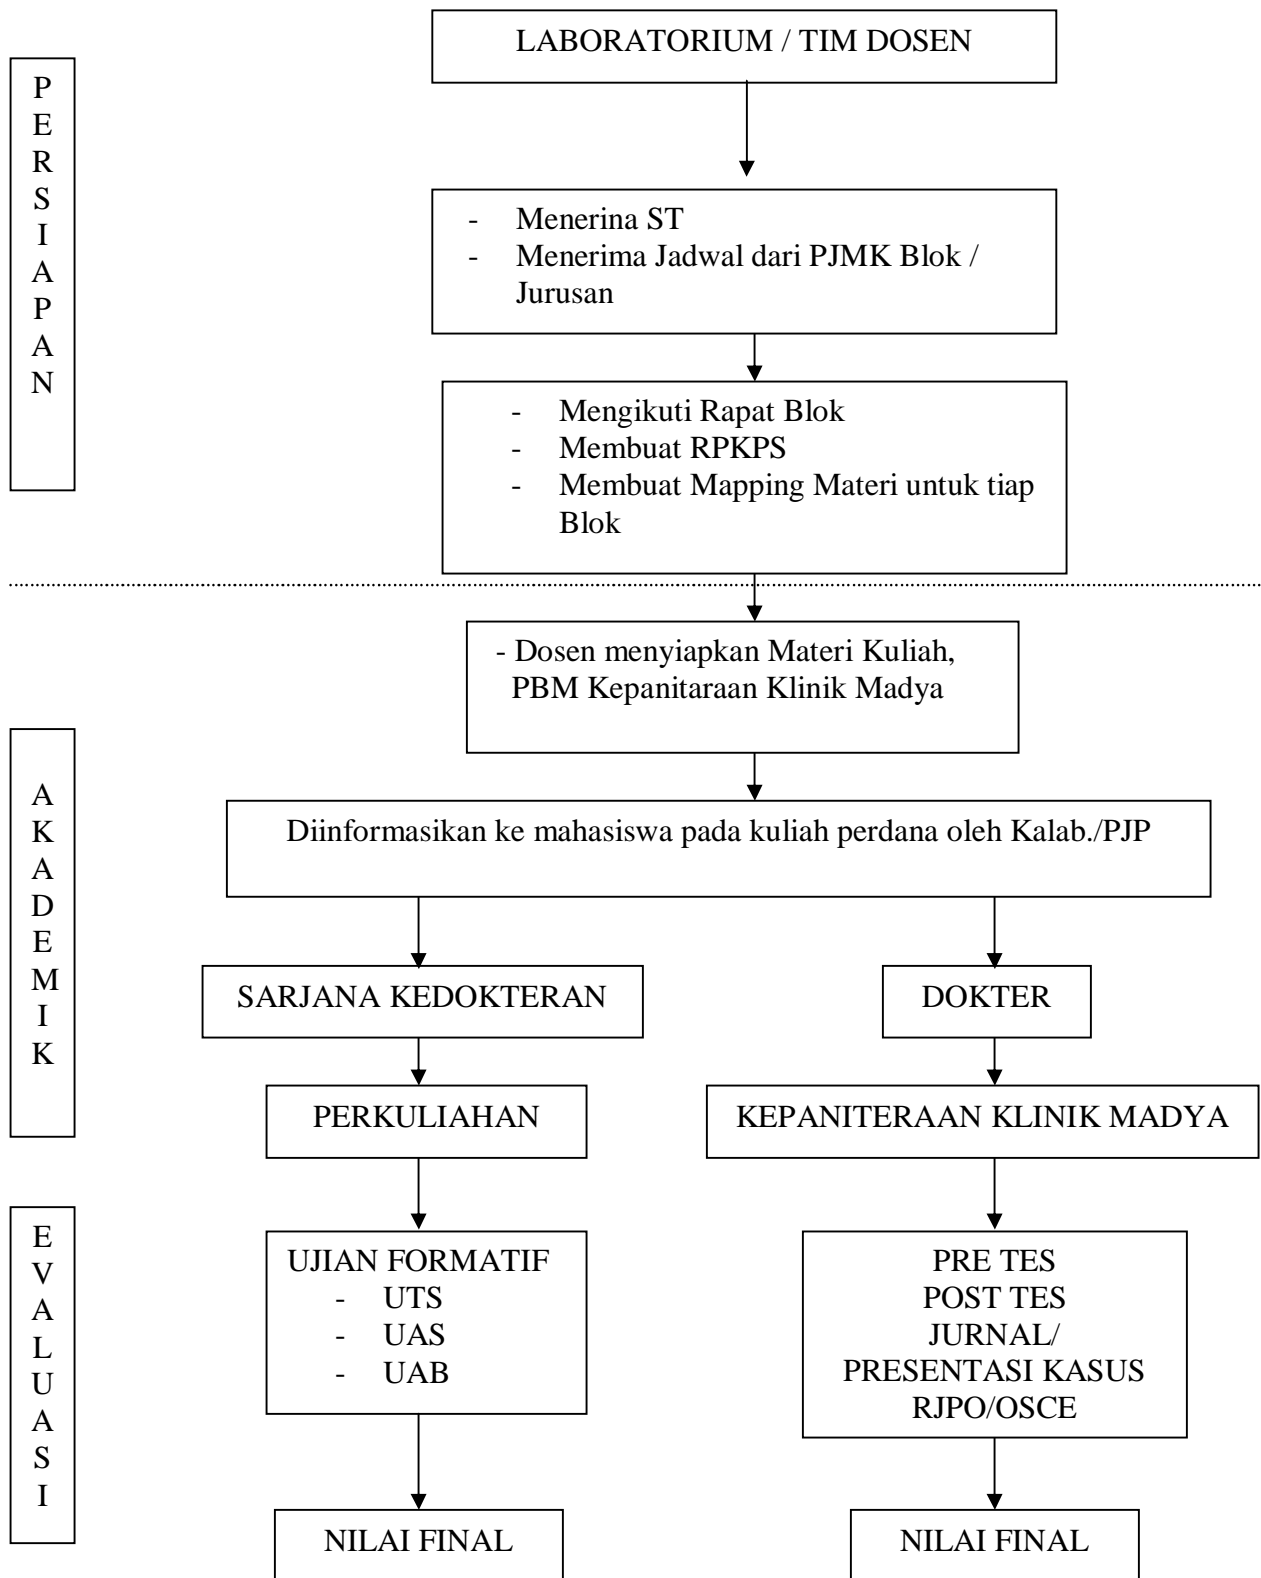 LABORATORIUM / TIM DOSEN
P
E
R
S
I
A
P
A
N
- Menerina ST
- Menerima Jadwal dari PJMK Blok /
Jurusan
- Mengikuti Rapat Blok
- Membuat RPKPS
- Membuat Mapping Materi untuk tiap
Blok
- Dosen menyiapkan Materi Kuliah,
PBM Kepanitaraan Klinik Madya
A
K
A
D
E
M
I
K
Diinformasikan ke mahasiswa pada kuliah perdana oleh Kalab./PJP
SARJANA KEDOKTERAN
DOKTER
PERKULIAHAN
KEPANITERAAN KLINIK MADYA
E
V
A
L
U
A
S
I
UJIAN FORMATIF
- UTS
- UAS
- UAB
PRE TES
POST TES
JURNAL/
PRESENTASI KASUS
RJPO/OSCE
NILAI FINAL
NILAI FINAL